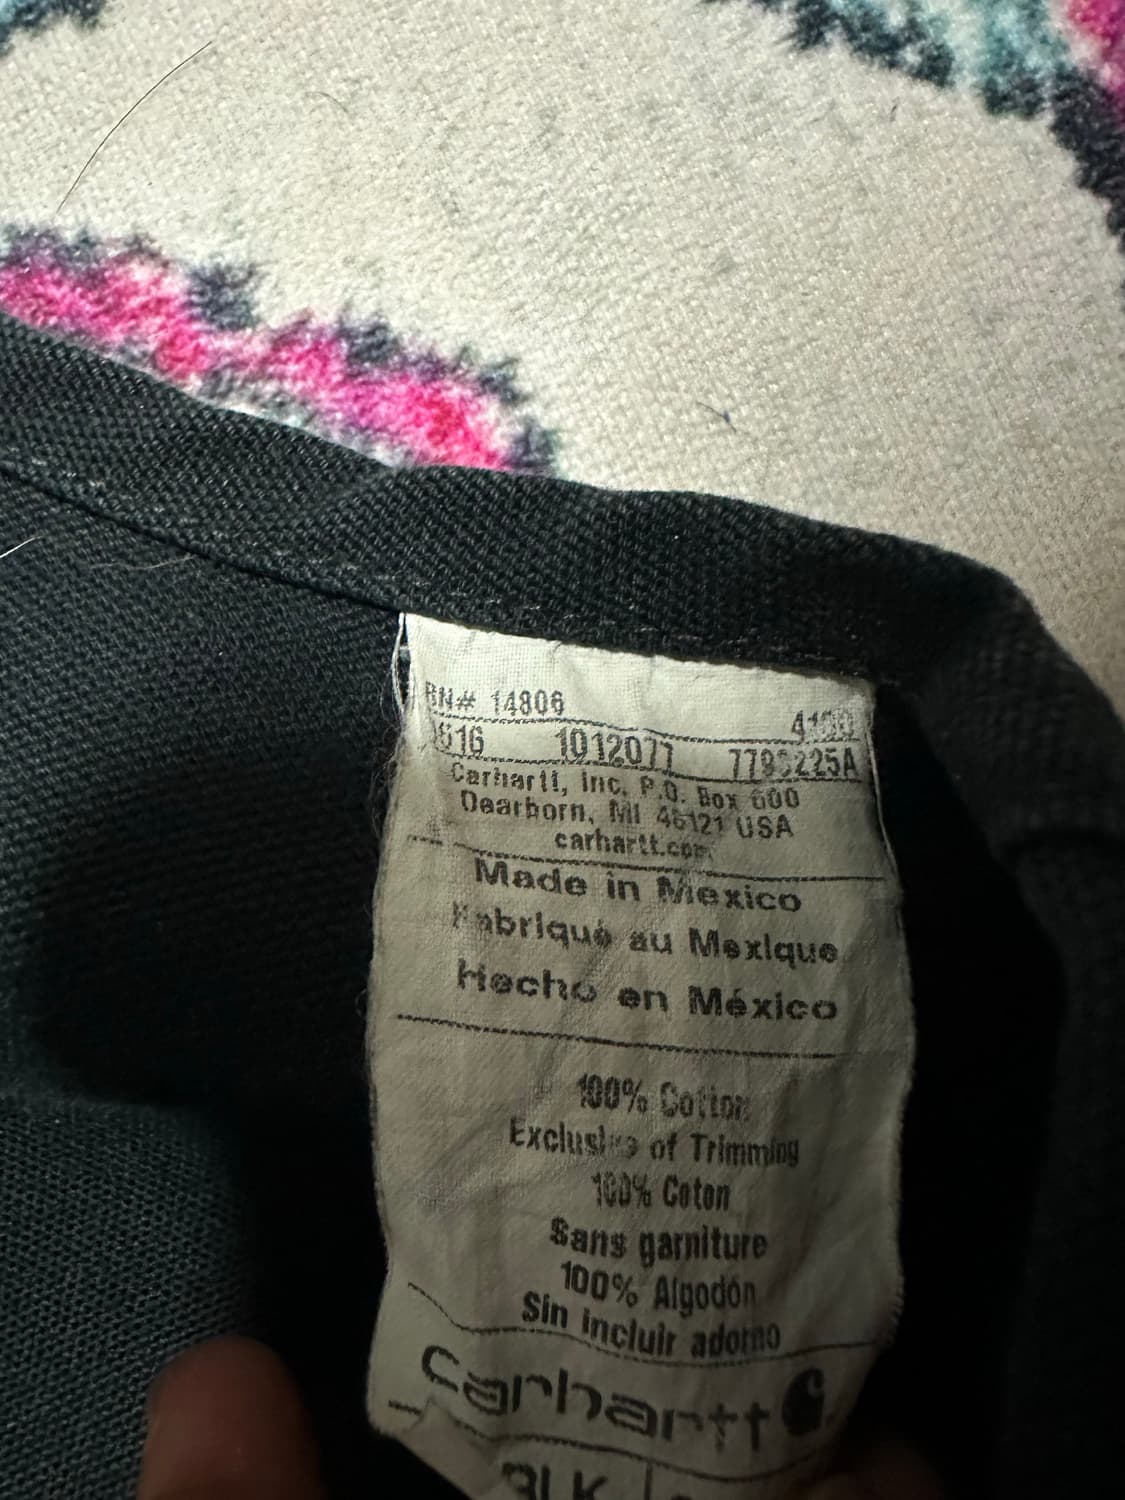 RN# 14806
1012077
Carhartt, Inc. P.O. Box 600
Dearborn, MI 48121 USA
carhartt.com
Made in Mexico
Fabriqué au Mexique
Hecho en México
100% Cotton
Exclusive of Trimming
100% Coton
Sans garniture
100% Algodón
Sin incluir adorno
carhartt
BLK